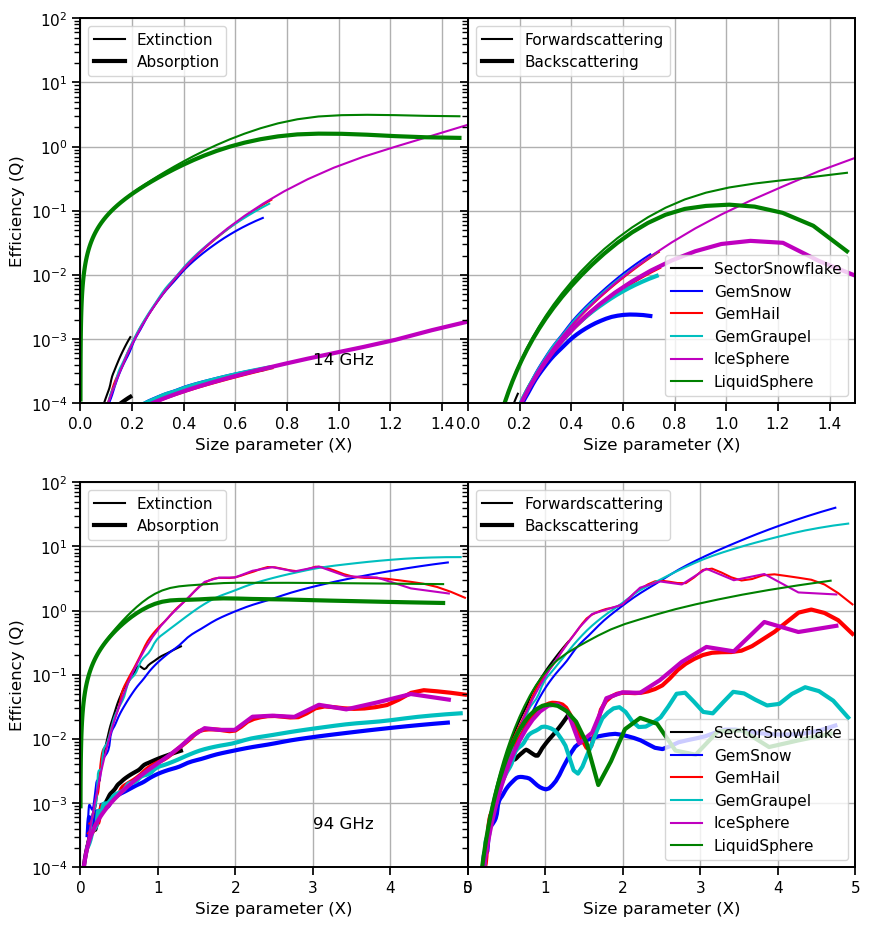 10²
10¹
10⁰
10⁻¹
10⁻²
10⁻³
10⁻⁴
Efficiency (Q)
Extinction
Absorption
14 GHz
0.0 0.2 0.4 0.6 0.8 1.0 1.2 1.4
Size parameter (X)
Forwardscattering
Backscattering
SectorSnowflake
GemSnow
GemHail
GemGraupel
IceSphere
LiquidSphere
0.0 0.2 0.4 0.6 0.8 1.0 1.2 1.4
Size parameter (X)
10²
10¹
10⁰
10⁻¹
10⁻²
10⁻³
10⁻⁴
Efficiency (Q)
Extinction
Absorption
94 GHz
0 1 2 3 4 5
Size parameter (X)
Forwardscattering
Backscattering
SectorSnowflake
GemSnow
GemHail
GemGraupel
IceSphere
LiquidSphere
0 1 2 3 4 5
Size parameter (X)